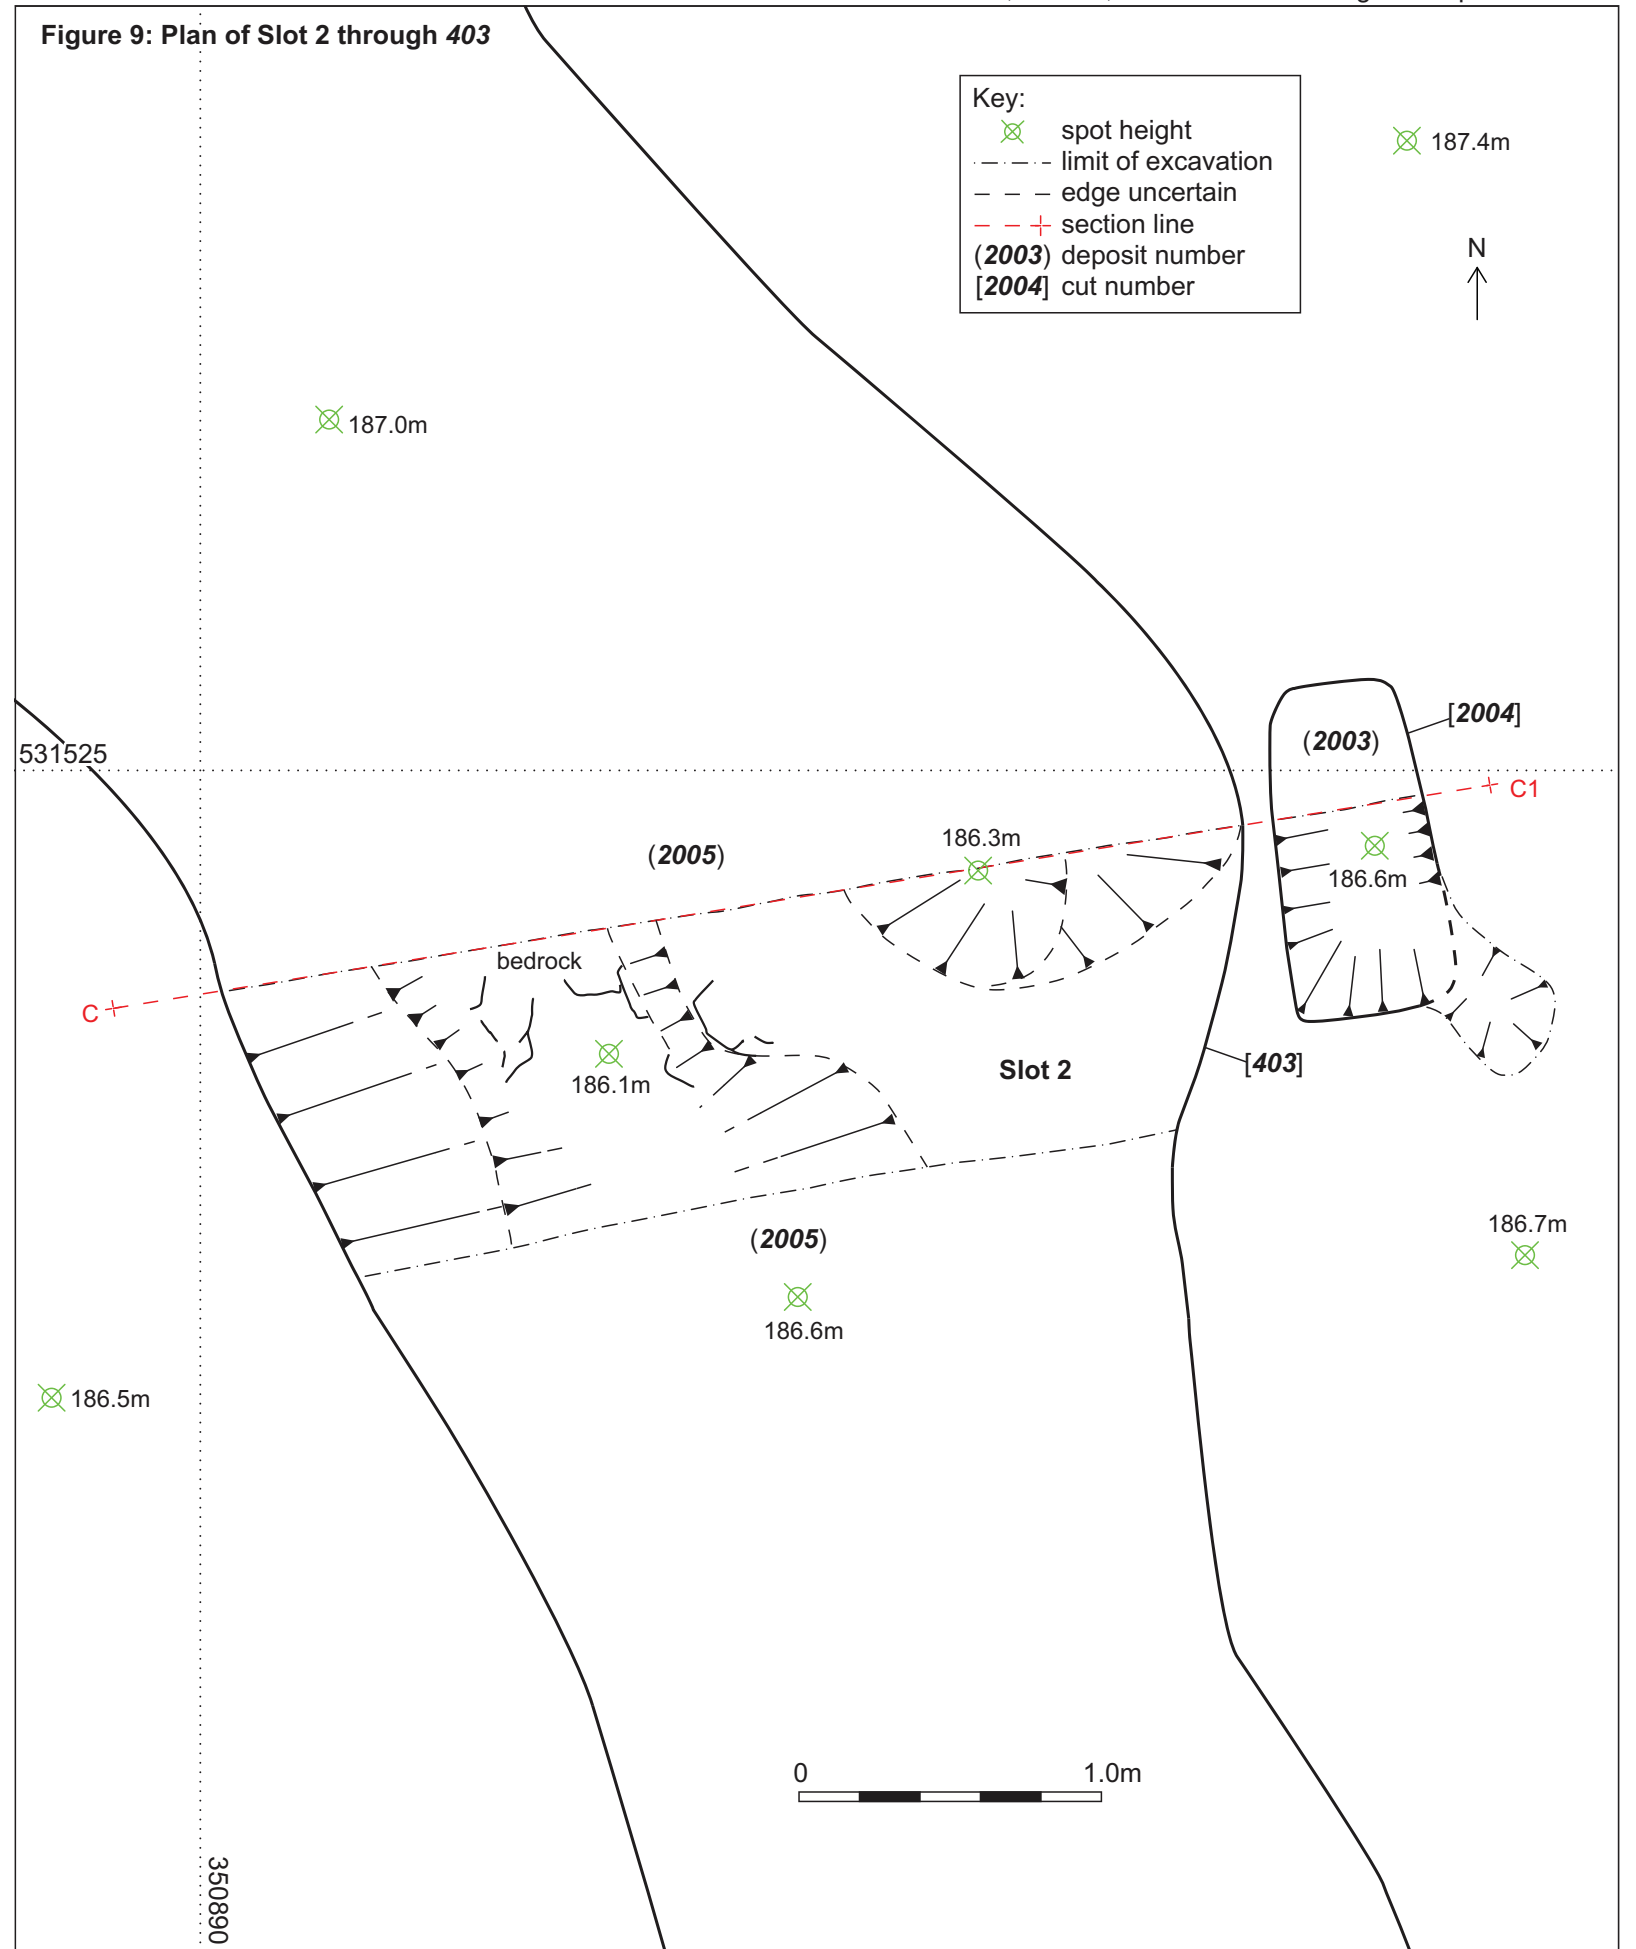 Figure 9: Plan of Slot 2 through 403
Key:
spot height
limit of excavation
edge uncertain
section line
(2003) deposit number
[2004] cut number
187.4m
N
187.0m
[2004]
(2003)
531525
C1
186.3m
(2005)
186.6m
bedrock
C
186.1m
Slot 2
[403]
(2005)
186.7m
186.6m
186.5m
0 1.0m
350890